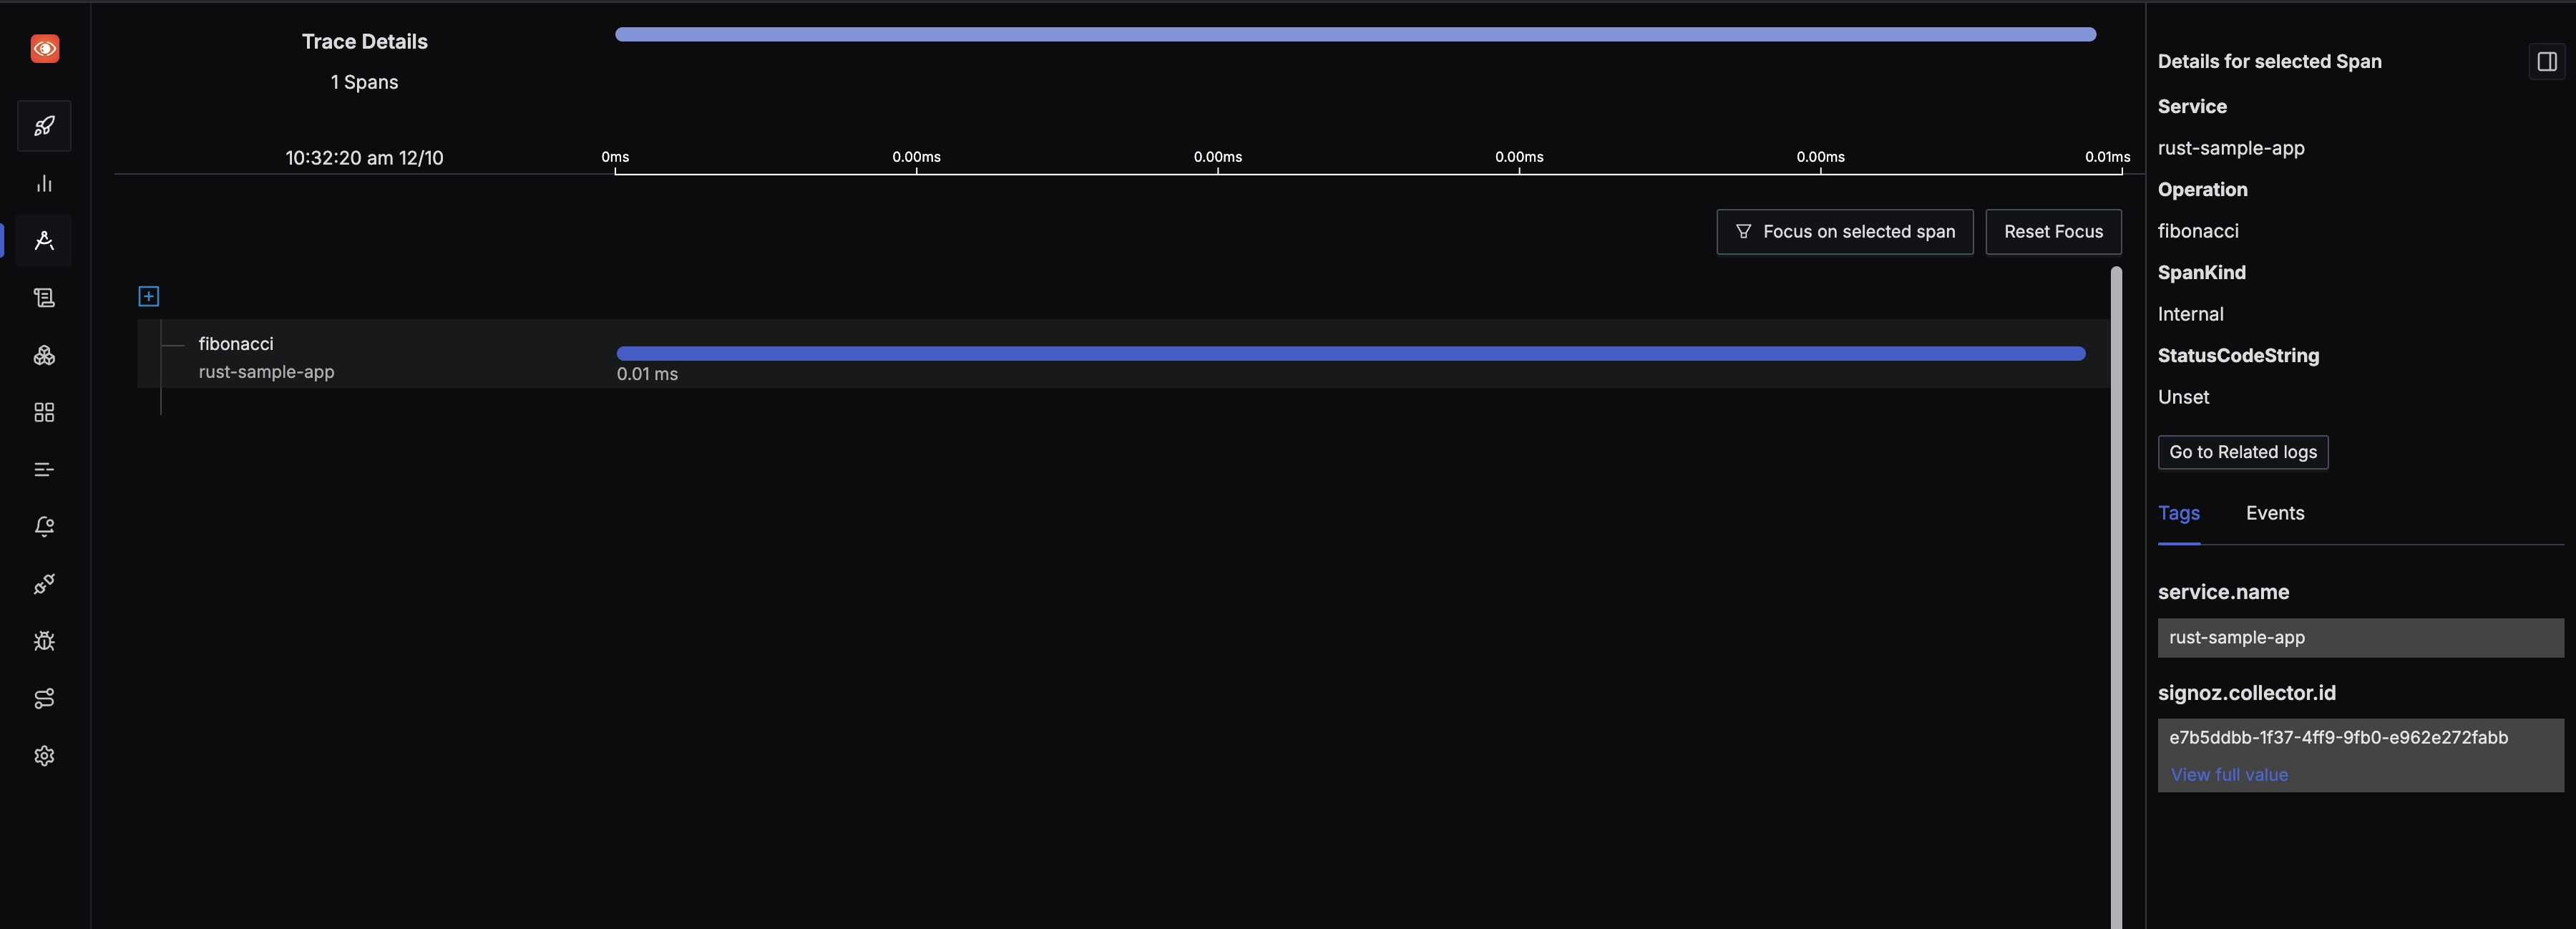 Trace Details
1 Spans
10:32:20 am 12/10
0ms 0.00ms 0.00ms 0.00ms 0.00ms 0.01ms
Focus on selected span Reset Focus
fibonacci
rust-sample-app
0.01 ms
Details for selected Span
Service
rust-sample-app
Operation
fibonacci
SpanKind
Internal
StatusCodeString
Unset
Go to Related logs
Tags Events
service.name
rust-sample-app
signoz.collector.id
e7b5ddbb-1f37-4ff9-9fb0-e962e272fabb
View full value